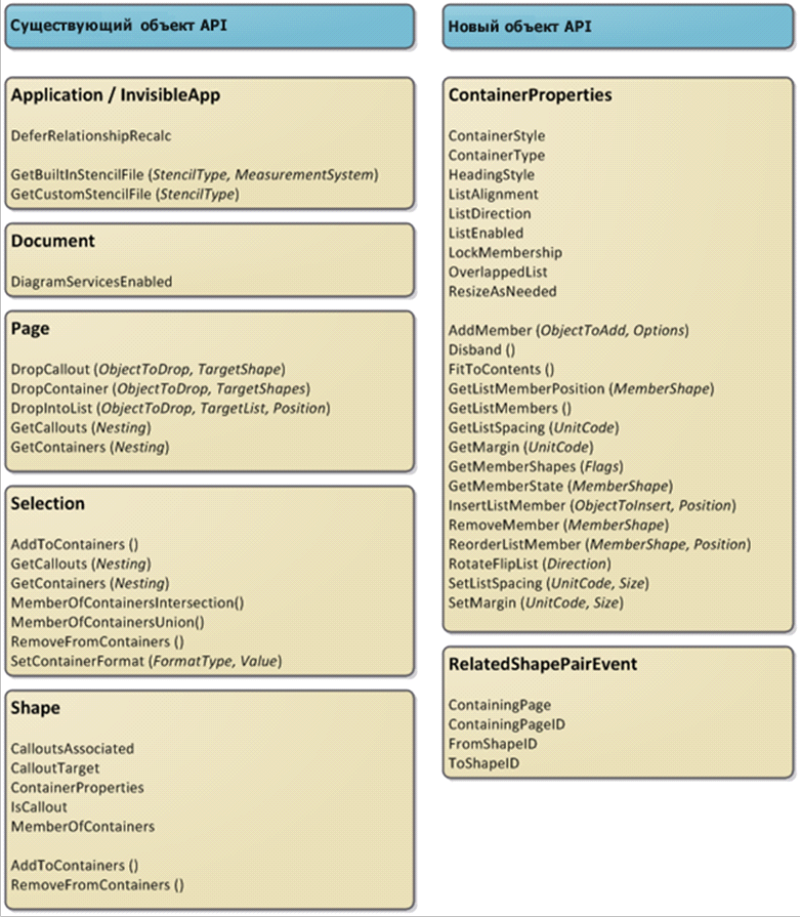 Существующий объект API
Application / InvisibleApp
DeferRelationshipRecalc
GetBuiltInStencilFile (StencilType, MeasurementSystem)
GetCustomStencilFile (StencilType)
Document
DiagramServicesEnabled
Page
DropCallout (ObjectToDrop, TargetShape)
DropContainer (ObjectToDrop, TargetShapes)
DropIntoList (ObjectToDrop, TargetList, Position)
GetCallouts (Nesting)
GetContainers (Nesting)
Selection
AddToContainers ()
GetCallouts (Nesting)
GetContainers (Nesting)
MemberOfContainersIntersection()
MemberOfContainersUnion()
RemoveFromContainers ()
SetContainerFormat (FormatType, Value)
Shape
CalloutsAssociated
CalloutTarget
ContainerProperties
IsCallout
MemberOfContainers
AddToContainers ()
RemoveFromContainers ()
Новый объект API
ContainerProperties
ContainerStyle
ContainerType
HeadingStyle
ListAlignment
ListDirection
ListEnabled
LockMembership
OverlappedList
ResizeAsNeeded
AddMember (ObjectToAdd, Options)
Disband ()
FitToContents ()
GetListMemberPosition (MemberShape)
GetListMembers ()
GetListSpacing (UnitCode)
GetMargin (UnitCode)
GetMemberShapes (Flags)
GetMemberState (MemberShape)
InsertListMember (ObjectToInsert, Position)
RemoveMember (MemberShape)
ReorderListMember (MemberShape, Position)
RotateFlipList (Direction)
SetListSpacing (UnitCode, Size)
SetMargin (UnitCode, Size)
RelatedShapePairEvent
ContainingPage
ContainingPageID
FromShapeID
ToShapeID